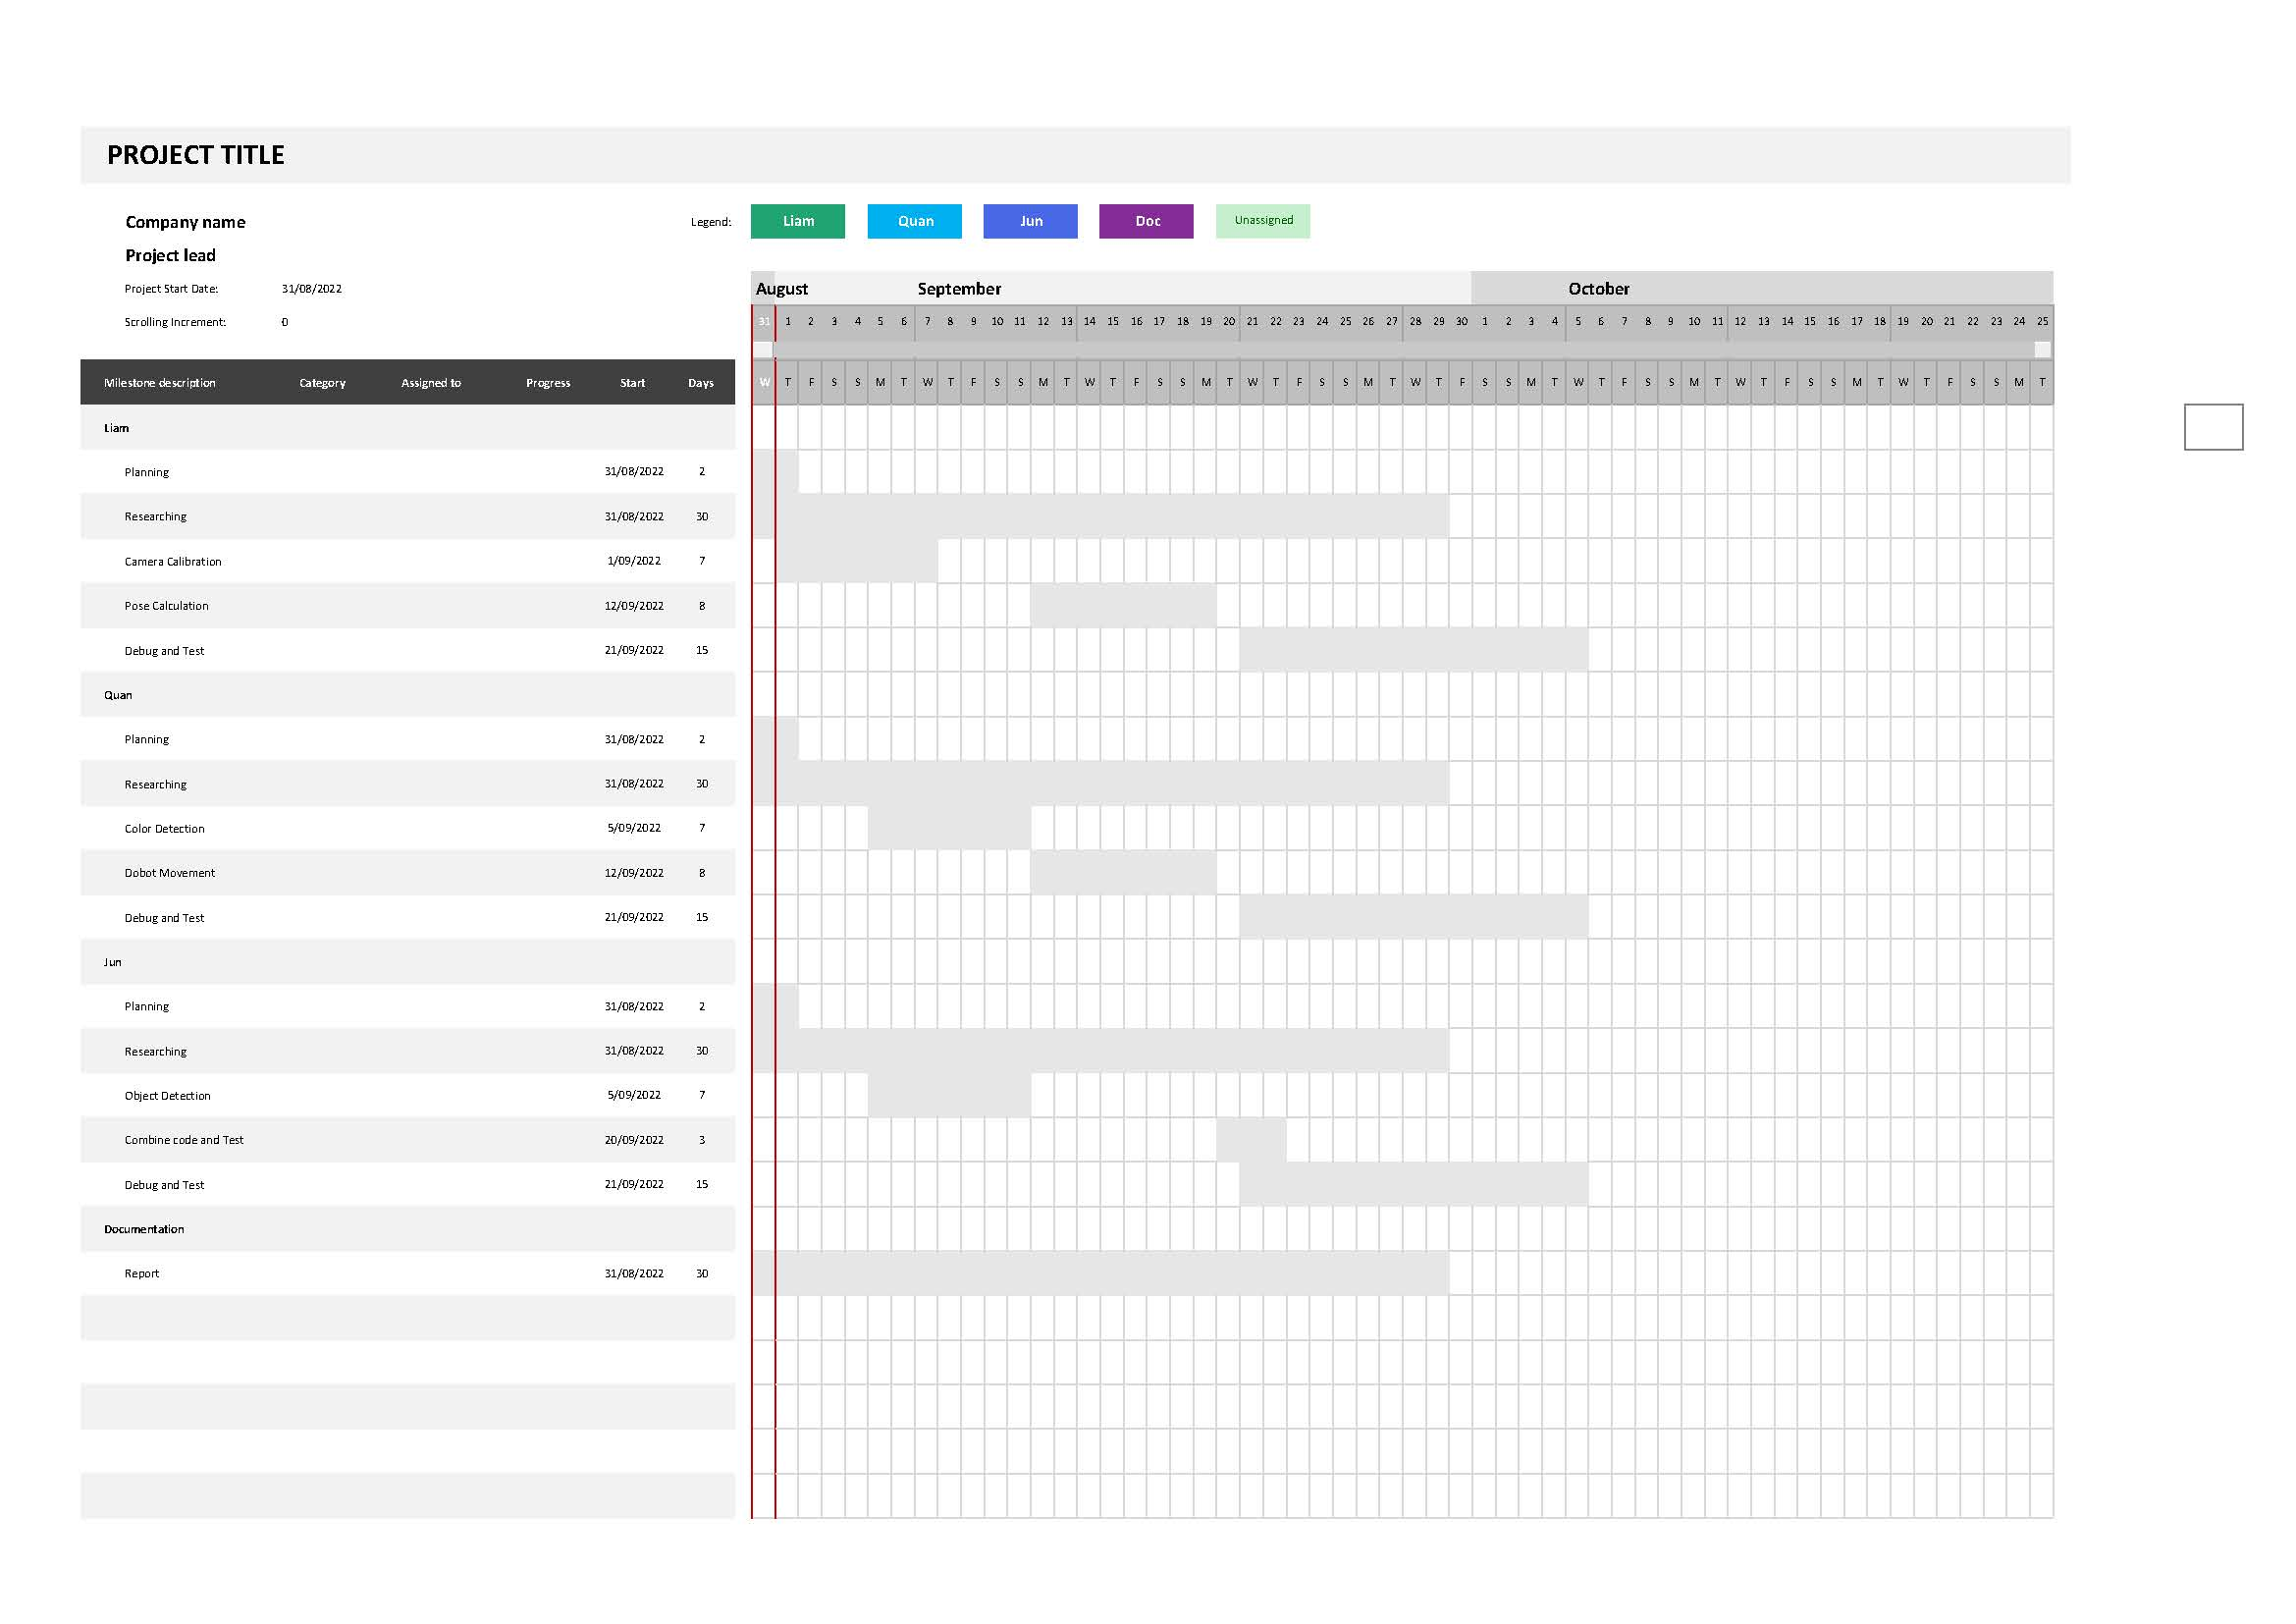 PROJECT TITLE
Company name
Legend: Liam Quan Jun Doc Unassigned
Project lead
Project Start Date: 31/08/2022
August September October
Scrolling Increment: 0
31 1 2 3 4 5 6 7 8 9 10 11 12 13 14 15 16 17 18 19 20 21 22 23 24 25 26 27 28 29 30 1 2 3 4 5 6 7 8 9 10 11 12 13 14 15 16 17 18 19 20 21 22 23 24 25
Milestone description Category Assigned to Progress Start Days W T F S S M T W T F S S M T W T F S S M T W T F S S M T W T F S S M T W T F S S M T W T F S S M T W T F S S M T
Liam
Planning 31/08/2022 2
Researching 31/08/2022 30
Camera Calibration 1/09/2022 7
Pose Calculation 12/09/2022 8
Debug and Test 21/09/2022 15
Quan
Planning 31/08/2022 2
Researching 31/08/2022 30
Color Detection 5/09/2022 7
Dobot Movement 12/09/2022 8
Debug and Test 21/09/2022 15
Jun
Planning 31/08/2022 2
Researching 31/08/2022 30
Object Detection 5/09/2022 7
Combine code and Test 20/09/2022 3
Debug and Test 21/09/2022 15
Documentation
Report 31/08/2022 30